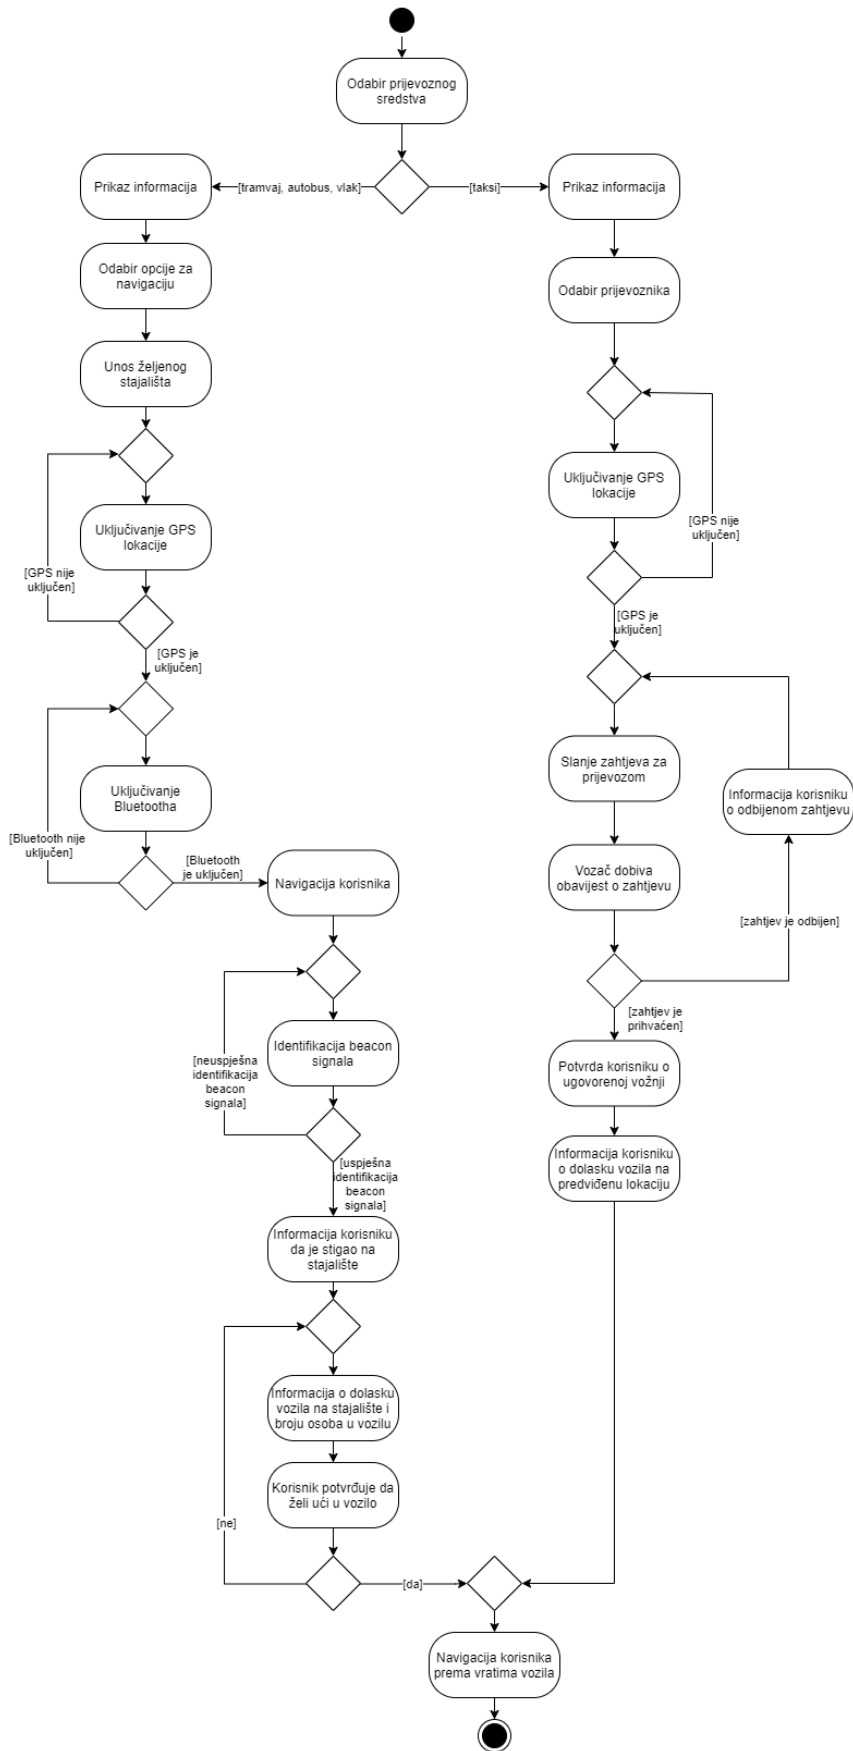 Odabir prijevoznog
sredstva
Prikaz informacija
[tramvaj, autobus, vlak]
[taksi]
Prikaz informacija
Odabir opcije za
navigaciju
Odabir prijevoznika
Unos željenog
stajališta
Uključivanje GPS
lokacije
Uključivanje GPS
lokacije
[GPS nije
uključen]
[GPS nije
uključen]
[GPS je
uključen]
[GPS je
uključen]
Uključivanje
Bluetootha
[Bluetooth nije
uključen]
[Bluetooth
je uključen]
Navigacija korisnika
Slanje zahtjeva za
prijevozom
Informacija korisniku
o odbijenom zahtjevu
Vozač dobiva
obavijest o zahtjevu
[zahtjev je odbijen]
[zahtjev je
prihvaćen]
Identifikacija beacon
signala
[neuspješna
identifikacija
beacon
signala]
Potvrda korisniku o
ugovorenoj vožnji
[uspješna
identifikacija
beacon
signala]
Informacija korisniku
o dolasku vozila na
predviđenu lokaciju
Informacija korisniku
da je stigao na
stajalište
Informacija o dolasku
vozila na stajalište i
broju osoba u vozilu
Korisnik potvrđuje da
želi ući u vozilo
[ne]
[da]
Navigacija korisnika
prema vratima vozila